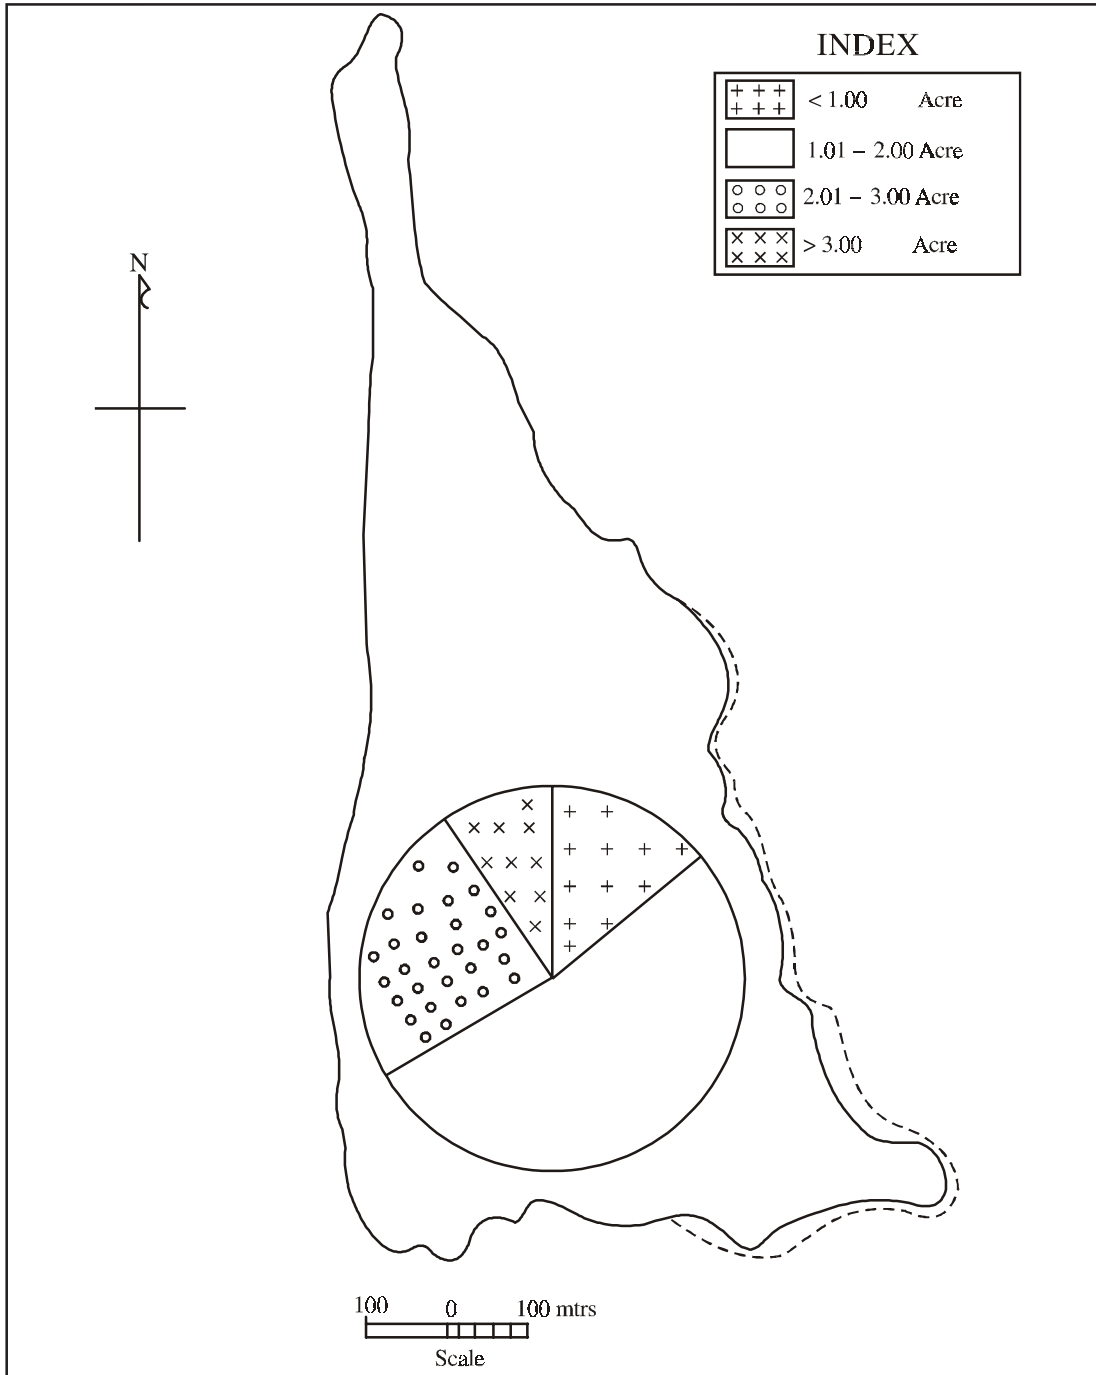 INDEX
< 1.00 Acre
1.01 – 2.00 Acre
2.01 – 3.00 Acre
> 3.00 Acre
N
100 0 100 mtrs
Scale